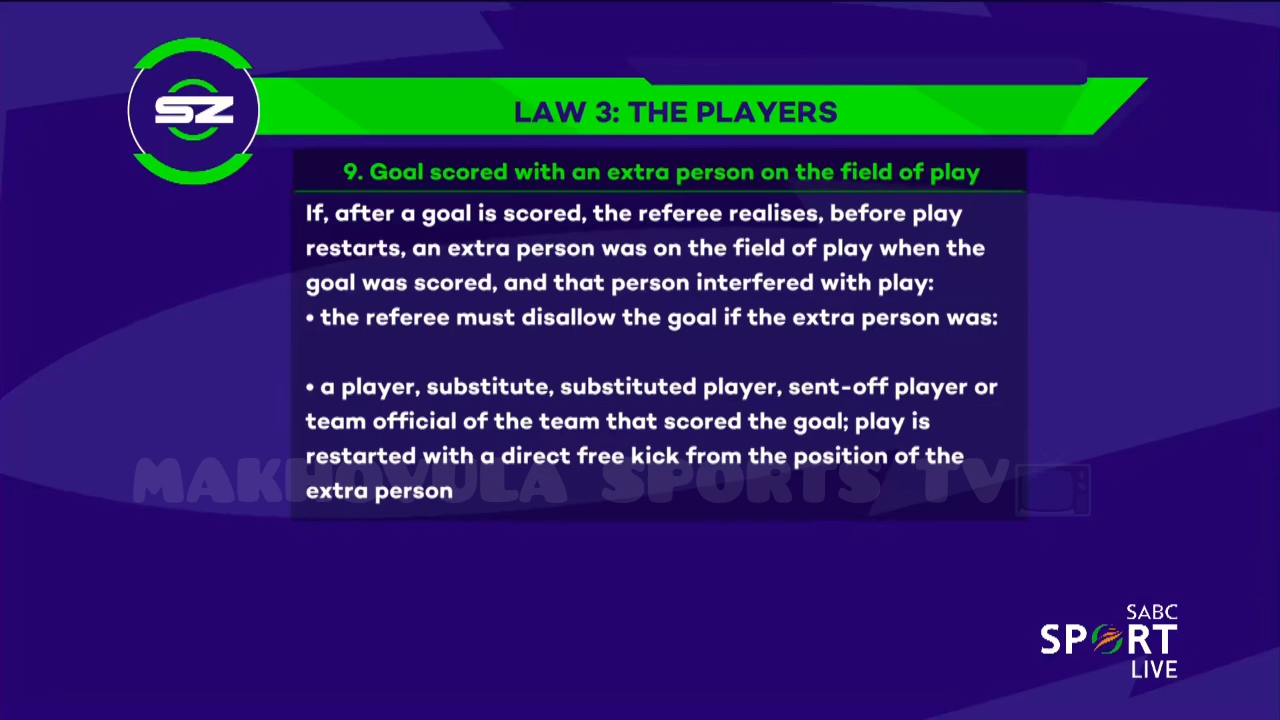 SZ
LAW 3: THE PLAYERS
9. Goal scored with an extra person on the field of play
If, after a goal is scored, the referee realises, before play
restarts, an extra person was on the field of play when the
goal was scored, and that person interfered with play:
• the referee must disallow the goal if the extra person was:
• a player, substitute, substituted player, sent-off player or
team official of the team that scored the goal; play is
restarted with a direct free kick from the position of the
extra person
MAKHOVULA SPORTS TV
SABC
SPORT
LIVE